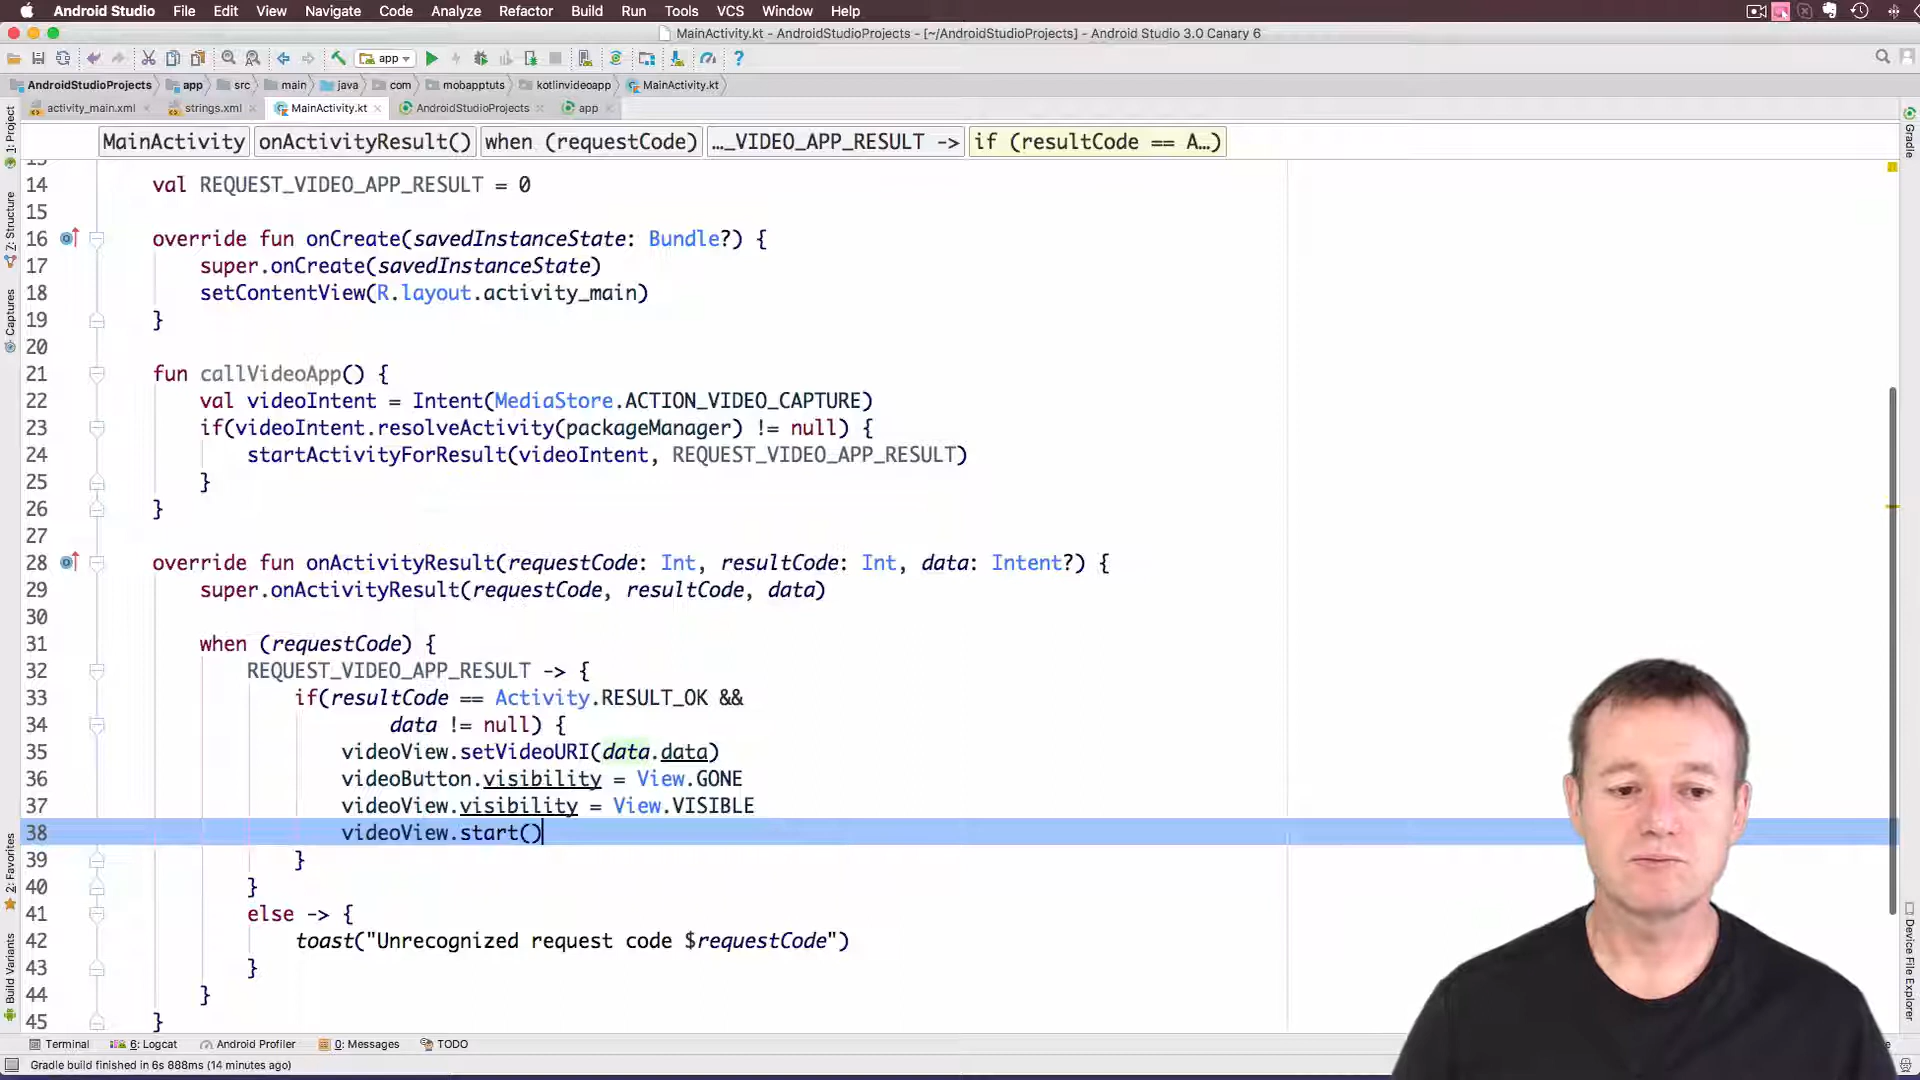 Android Studio File Edit View Navigate Code Analyze Refactor Build Run Tools VCS Window Help
MainActivity.kt - AndroidStudioProjects - [~/AndroidStudioProjects] - Android Studio 3.0 Canary 6
app
AndroidStudioProjects app src main java com mobapptuts kotlinvideoapp MainActivity.kt
activity_main.xml strings.xml MainActivity.kt AndroidStudioProjects app
MainActivity onActivityResult() when (requestCode) ..._VIDEO_APP_RESULT -> if (resultCode == A…)
14 val REQUEST_VIDEO_APP_RESULT = 0
15
16 override fun onCreate(savedInstanceState: Bundle?) {
17 super.onCreate(savedInstanceState)
18 setContentView(R.layout.activity_main)
19 }
20
21 fun callVideoApp() {
22 val videoIntent = Intent(MediaStore.ACTION_VIDEO_CAPTURE)
23 if(videoIntent.resolveActivity(packageManager) != null) {
24 startActivityForResult(videoIntent, REQUEST_VIDEO_APP_RESULT)
25 }
26 }
27
28 override fun onActivityResult(requestCode: Int, resultCode: Int, data: Intent?) {
29 super.onActivityResult(requestCode, resultCode, data)
30
31 when (requestCode) {
32 REQUEST_VIDEO_APP_RESULT -> {
33 if(resultCode == Activity.RESULT_OK &&
34 data != null) {
35 videoView.setVideoURI(data.data)
36 videoButton.visibility = View.GONE
37 videoView.visibility = View.VISIBLE
38 videoView.start()
39 }
40 }
41 else -> {
42 toast("Unrecognized request code $requestCode")
43 }
44 }
45 }
1: Project
7: Structure
Captures
2: Favorites
Build Variants
Gradle
Device File Explorer
Terminal 6: Logcat Android Profiler 0: Messages TODO
Gradle build finished in 6s 888ms (14 minutes ago)